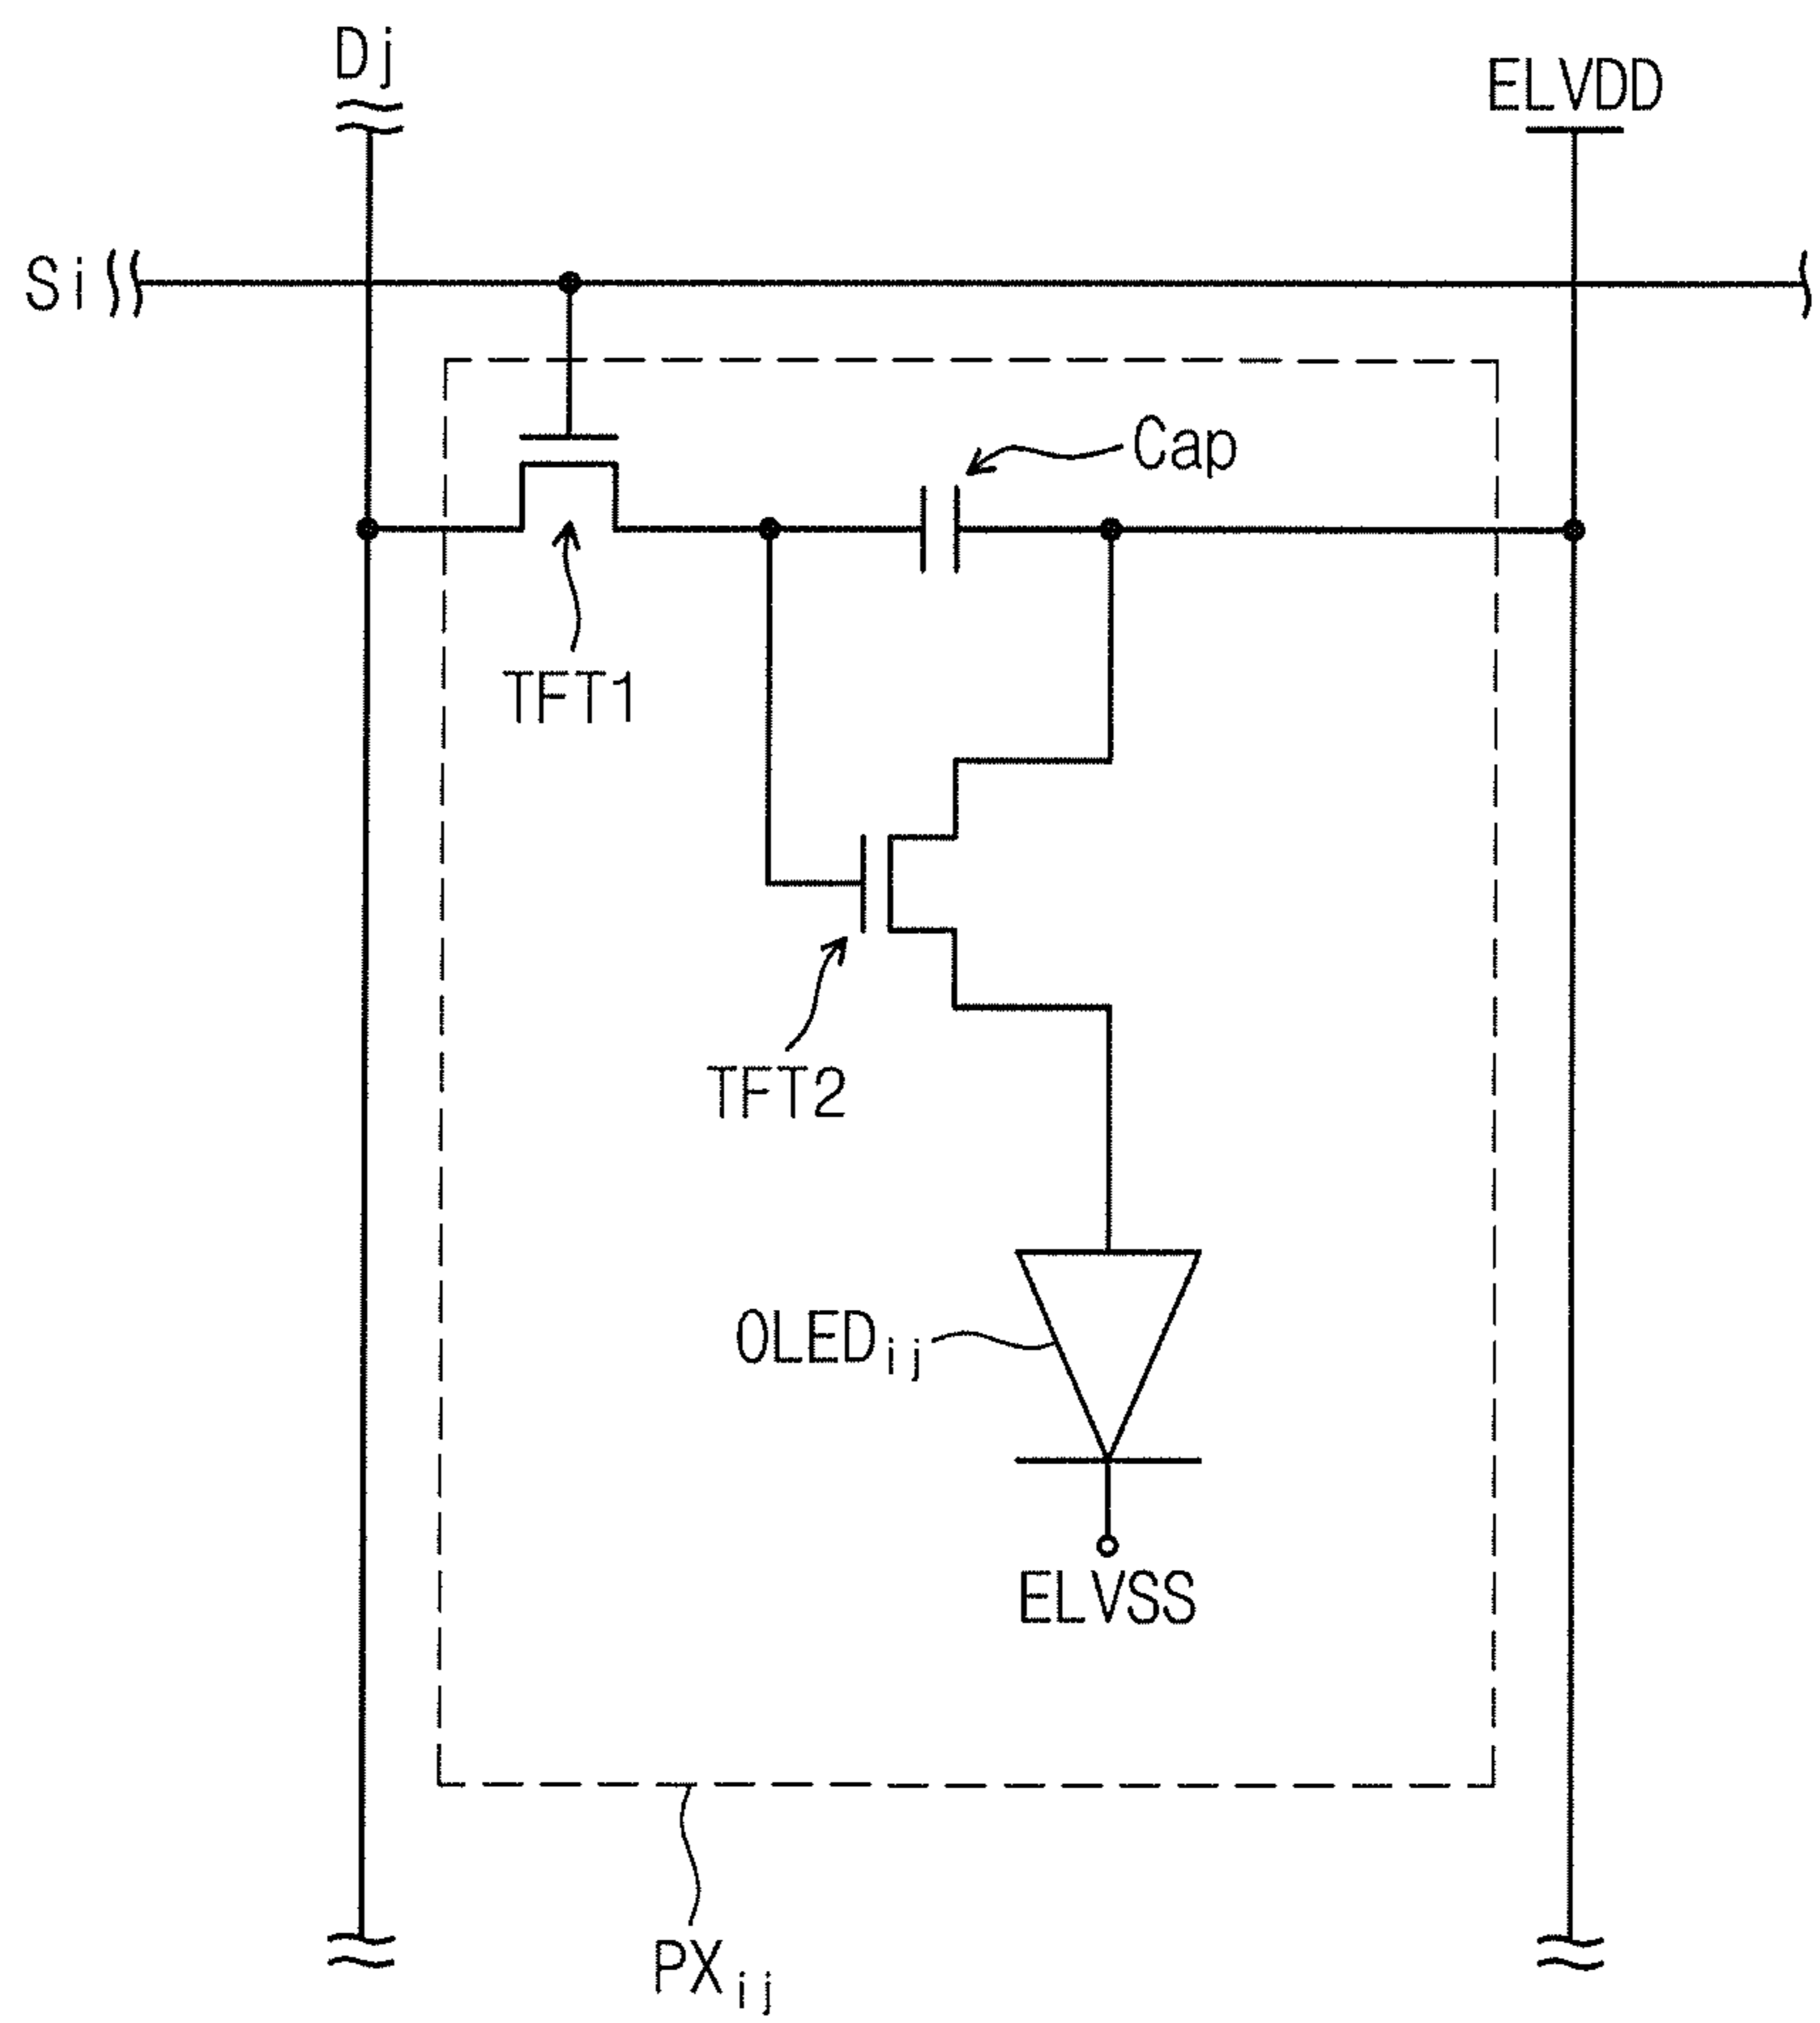 Dj
ELVDD
Si
Cap
TFT1
TFT2
OLEDij
ELVSS
PXij